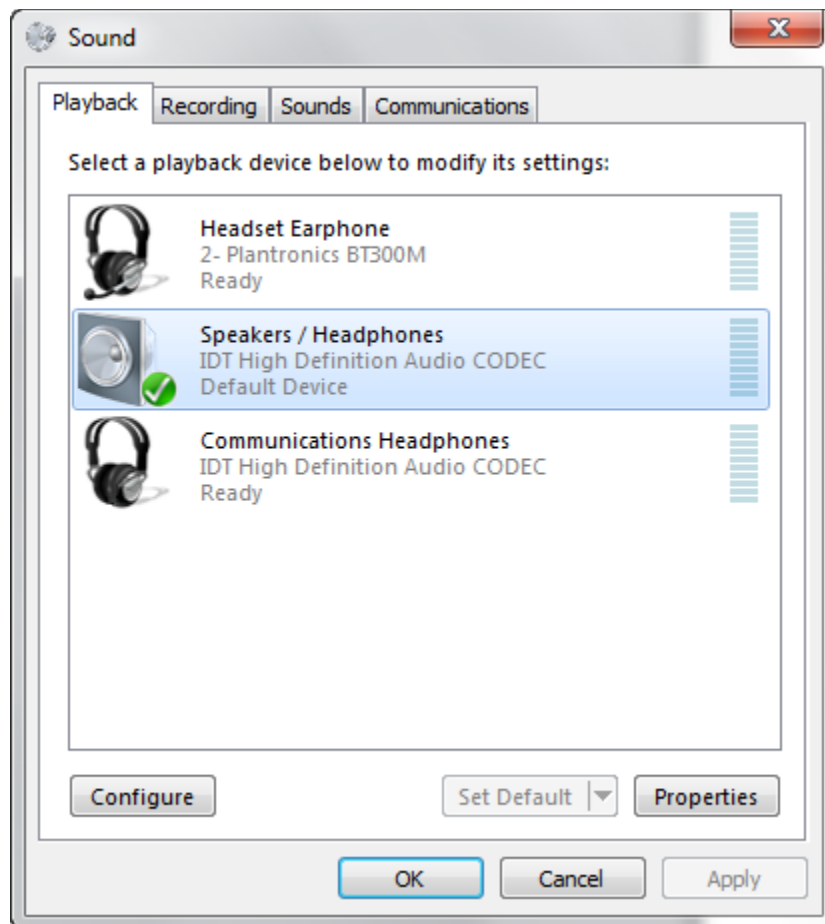 Sound
Playback Recording Sounds Communications
Select a playback device below to modify its settings:
Headset Earphone
2- Plantronics BT300M
Ready
Speakers / Headphones
IDT High Definition Audio CODEC
Default Device
Communications Headphones
IDT High Definition Audio CODEC
Ready
Configure Set Default Properties
OK Cancel Apply